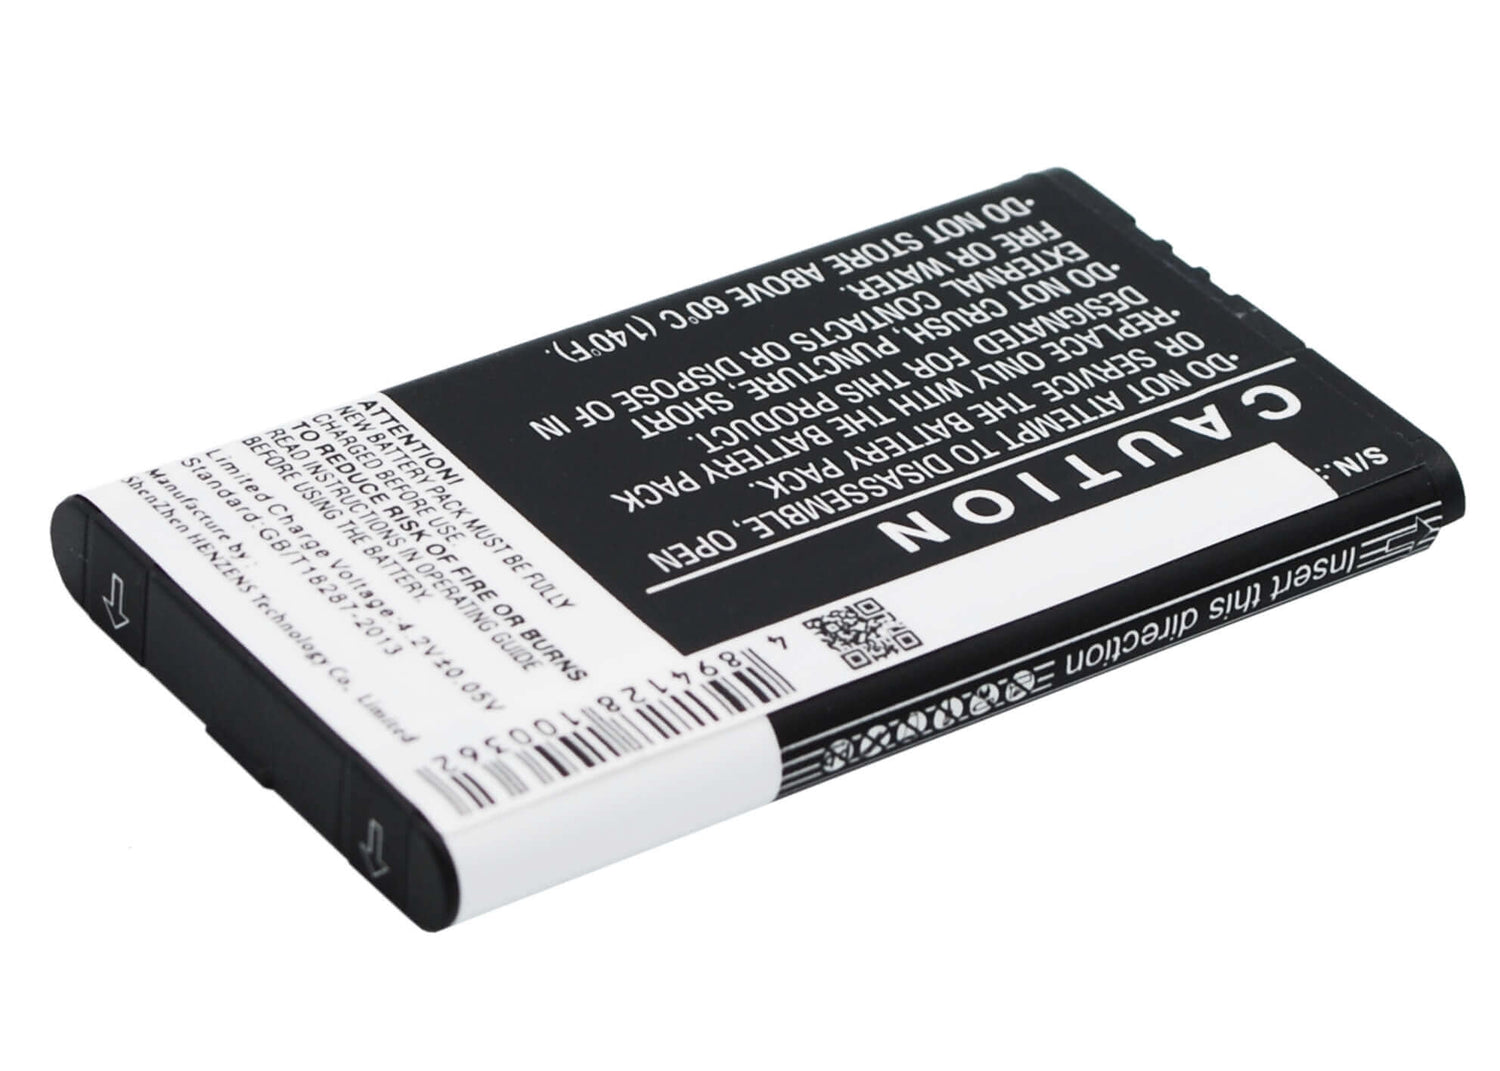 S/N.:
CAUTION
•DO NOT ATTEMPT TO DISASSEMBLE, OPEN
OR SERVICE THE BATTERY PACK.
•REPLACE ONLY WITH THE BATTERY PACK
DESIGNATED FOR THIS PRODUCT.
•DO NOT CRUSH, PUNCTURE, SHORT
EXTERNAL CONTACTS OR DISPOSE OF IN
FIRE OR WATER.
•DO NOT STORE ABOVE 60°C (140°F).
ATTENTION!
NEW BATTERY PACK MUST BE FULLY
CHARGED BEFORE USE.
TO REDUCE RISK OF FIRE OR BURNS
READ INSTRUCTIONS IN OPERATING GUIDE
BEFORE USING THE BATTERY.
Limited Charge Voltage:4.2V±0.05V
Standard:GB/T18287-2013
Manufacture by:
ShenZhen HENZENS Technology Co., Limited
4 894128 100362
Insert this direction